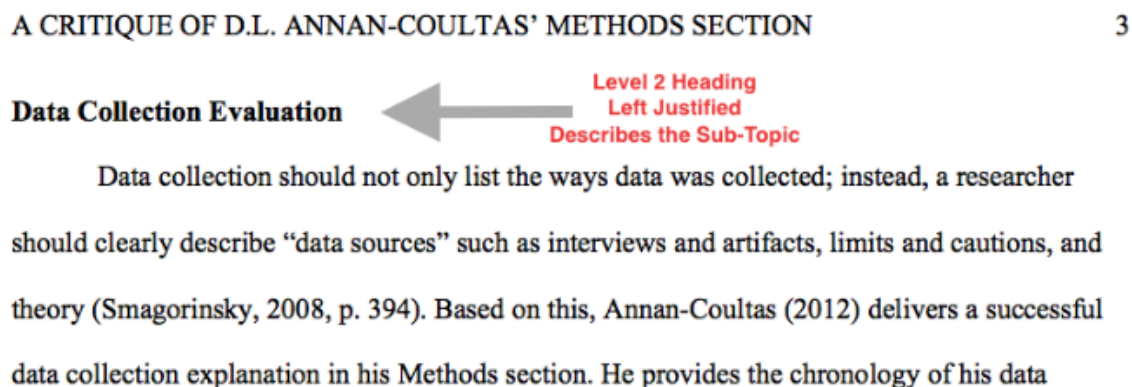 A CRITIQUE OF D.L. ANNAN-COULTAS’ METHODS SECTION 3
Data Collection Evaluation
Level 2 Heading
Left Justified
Describes the Sub-Topic
Data collection should not only list the ways data was collected; instead, a researcher
should clearly describe “data sources” such as interviews and artifacts, limits and cautions, and
theory (Smagorinsky, 2008, p. 394). Based on this, Annan-Coultas (2012) delivers a successful
data collection explanation in his Methods section. He provides the chronology of his data